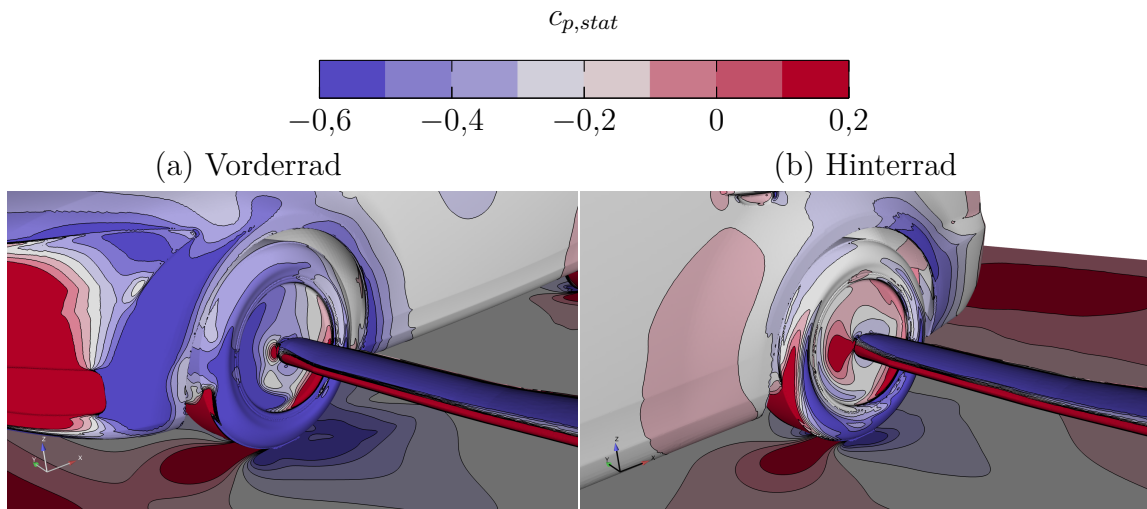 c_{p,stat}
−0,6 −0,4 −0,2 0 0,2
(a) Vorderrad (b) Hinterrad
Z
Y X
Z
Y X